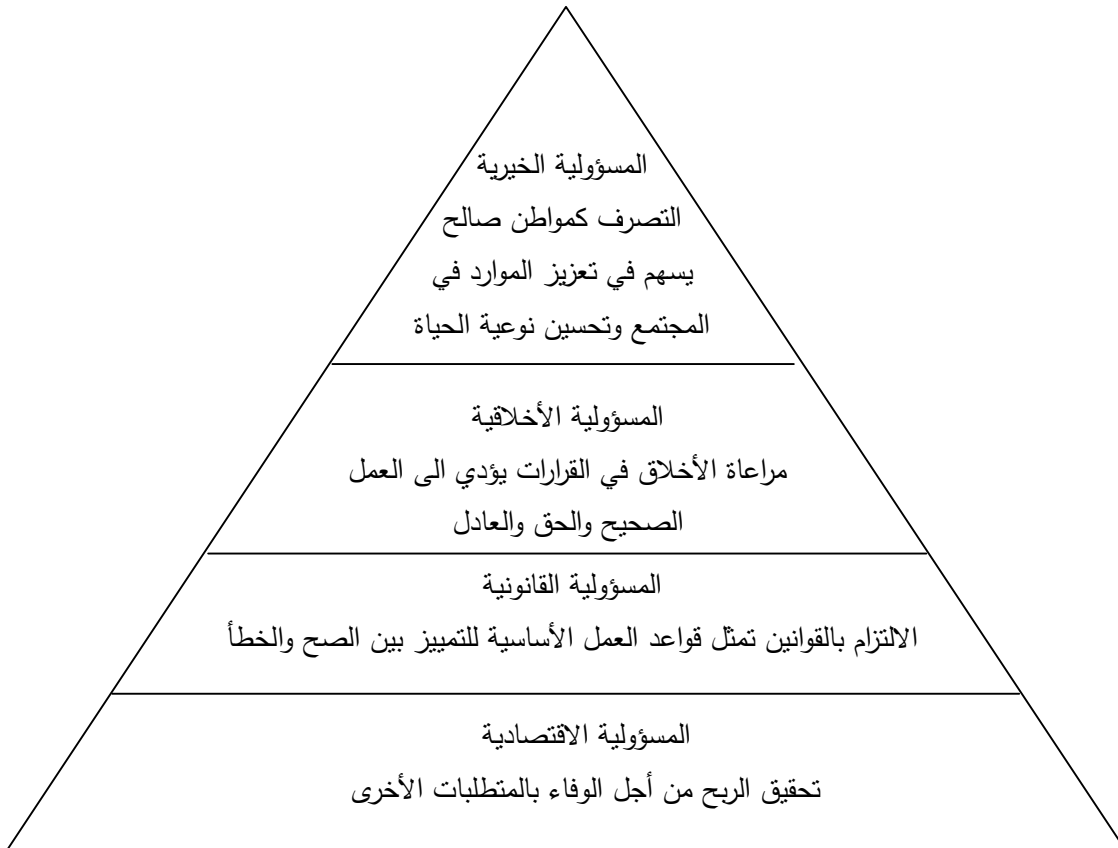 المسؤولية الخيرية
التصرف كمواطن صالح
يسهم في تعزيز الموارد في
المجتمع وتحسين نوعية الحياة
المسؤولية الأخلاقية
مراعاة الأخلاق في القرارات يؤدي الى العمل
الصحيح والحق والعادل
المسؤولية القانونية
الالتزام بالقوانين تمثل قواعد العمل الأساسية للتمييز بين الصح والخطأ
المسؤولية الاقتصادية
تحقيق الربح من أجل الوفاء بالمتطلبات الأخرى